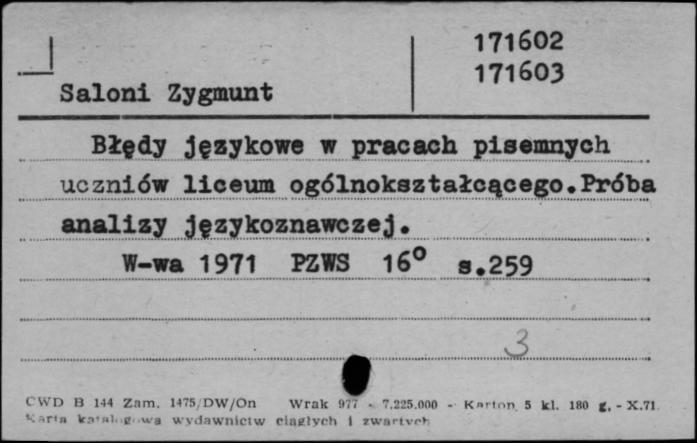 171602
171603
Saloni Zygmunt
Błędy językowe w pracach pisemnych
uczniów liceum ogólnokształcącego.Próba
analizy językoznawczej.
W-wa 1971 PZWS 16° s.259
3
CWD B 144 Zam. 1475/DW/On Wrak 977 - 7.225.000 - Karton 5 kl. 180 g. - X.71.
Karta katalogowa wydawnictw ciągłych i zwartych